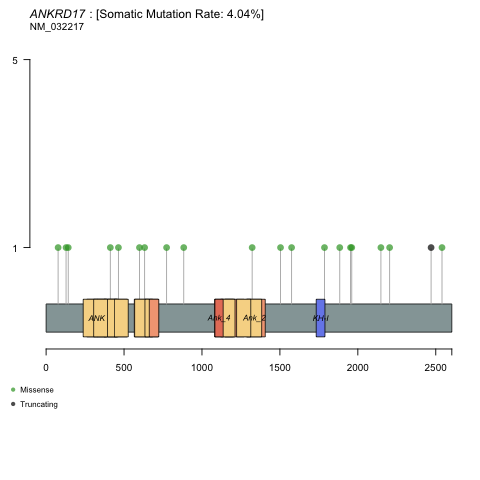 ANKRD17 : [Somatic Mutation Rate: 4.04%]
NM_032217
5
1
ANK Ank_4 Ank_2 KH-I
0 500 1000 1500 2000 2500
Missense
Truncating